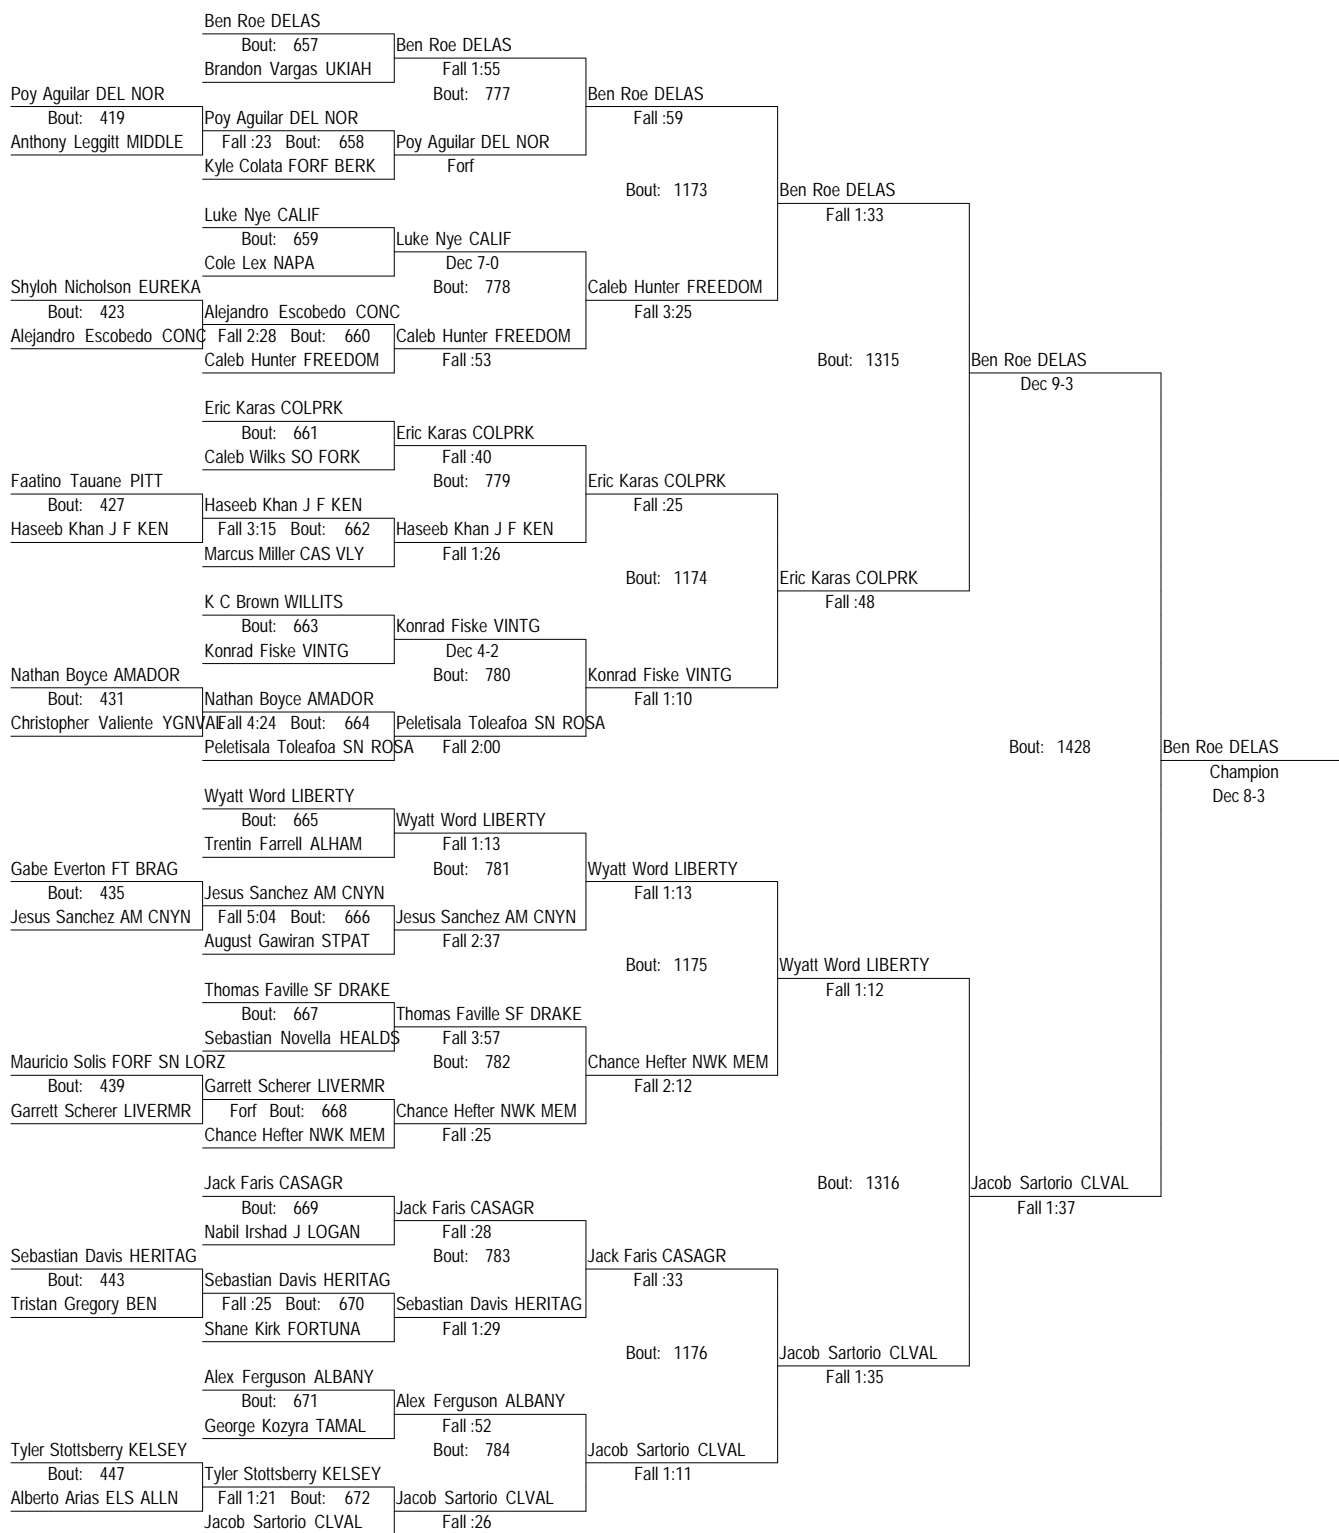 Ben Roe DELAS
Bout: 657 Ben Roe DELAS
Brandon Vargas UKIAH Fall 1:55
Poy Aguilar DEL NOR Bout: 777 Ben Roe DELAS
Bout: 419 Poy Aguilar DEL NOR Fall :59
Anthony Leggitt MIDDLE Fall :23 Bout: 658 Poy Aguilar DEL NOR
Kyle Colata FORF BERK Forf
Bout: 1173 Ben Roe DELAS
Luke Nye CALIF Fall 1:33
Bout: 659 Luke Nye CALIF
Cole Lex NAPA Dec 7-0
Shyloh Nicholson EUREKA Bout: 778 Caleb Hunter FREEDOM
Bout: 423 Alejandro Escobedo CONC Fall 3:25
Alejandro Escobedo CONC Fall 2:28 Bout: 660 Caleb Hunter FREEDOM
Caleb Hunter FREEDOM Fall :53 Bout: 1315 Ben Roe DELAS
Dec 9-3
Eric Karas COLPRK
Bout: 661 Eric Karas COLPRK
Caleb Wilks SO FORK Fall :40
Faatino Tauane PITT Bout: 779 Eric Karas COLPRK
Bout: 427 Haseeb Khan J F KEN Fall :25
Haseeb Khan J F KEN Fall 3:15 Bout: 662 Haseeb Khan J F KEN
Marcus Miller CAS VLY Fall 1:26
Bout: 1174 Eric Karas COLPRK
K C Brown WILLITS Fall :48
Bout: 663 Konrad Fiske VINTG
Konrad Fiske VINTG Dec 4-2
Nathan Boyce AMADOR Bout: 780 Konrad Fiske VINTG
Bout: 431 Nathan Boyce AMADOR Fall 1:10
Christopher Valiente YGNVAL Fall 4:24 Bout: 664 Peletisala Toleafoa SN ROSA
Peletisala Toleafoa SN ROSA Fall 2:00 Bout: 1428 Ben Roe DELAS
Champion
Wyatt Word LIBERTY Dec 8-3
Bout: 665 Wyatt Word LIBERTY
Trentin Farrell ALHAM Fall 1:13
Gabe Everton FT BRAG Bout: 781 Wyatt Word LIBERTY
Bout: 435 Jesus Sanchez AM CNYN Fall 1:13
Jesus Sanchez AM CNYN Fall 5:04 Bout: 666 Jesus Sanchez AM CNYN
August Gawiran STPAT Fall 2:37
Bout: 1175 Wyatt Word LIBERTY
Thomas Faville SF DRAKE Fall 1:12
Bout: 667 Thomas Faville SF DRAKE
Sebastian Novella HEALDS Fall 3:57
Mauricio Solis FORF SN LORZ Bout: 782 Chance Hefter NWK MEM
Bout: 439 Garrett Scherer LIVERMR Fall 2:12
Garrett Scherer LIVERMR Forf Bout: 668 Chance Hefter NWK MEM
Chance Hefter NWK MEM Fall :25
Jack Faris CASAGR Bout: 1316 Jacob Sartorio CLVAL
Bout: 669 Jack Faris CASAGR Fall 1:37
Nabil Irshad J LOGAN Fall :28
Sebastian Davis HERITAG Bout: 783 Jack Faris CASAGR
Bout: 443 Sebastian Davis HERITAG Fall :33
Tristan Gregory BEN Fall :25 Bout: 670 Sebastian Davis HERITAG
Shane Kirk FORTUNA Fall 1:29
Bout: 1176 Jacob Sartorio CLVAL
Alex Ferguson ALBANY Fall 1:35
Bout: 671 Alex Ferguson ALBANY
George Kozyra TAMAL Fall :52
Tyler Stottsberry KELSEY Bout: 784 Jacob Sartorio CLVAL
Bout: 447 Tyler Stottsberry KELSEY Fall 1:11
Alberto Arias ELS ALLN Fall 1:21 Bout: 672 Jacob Sartorio CLVAL
Jacob Sartorio CLVAL Fall :26